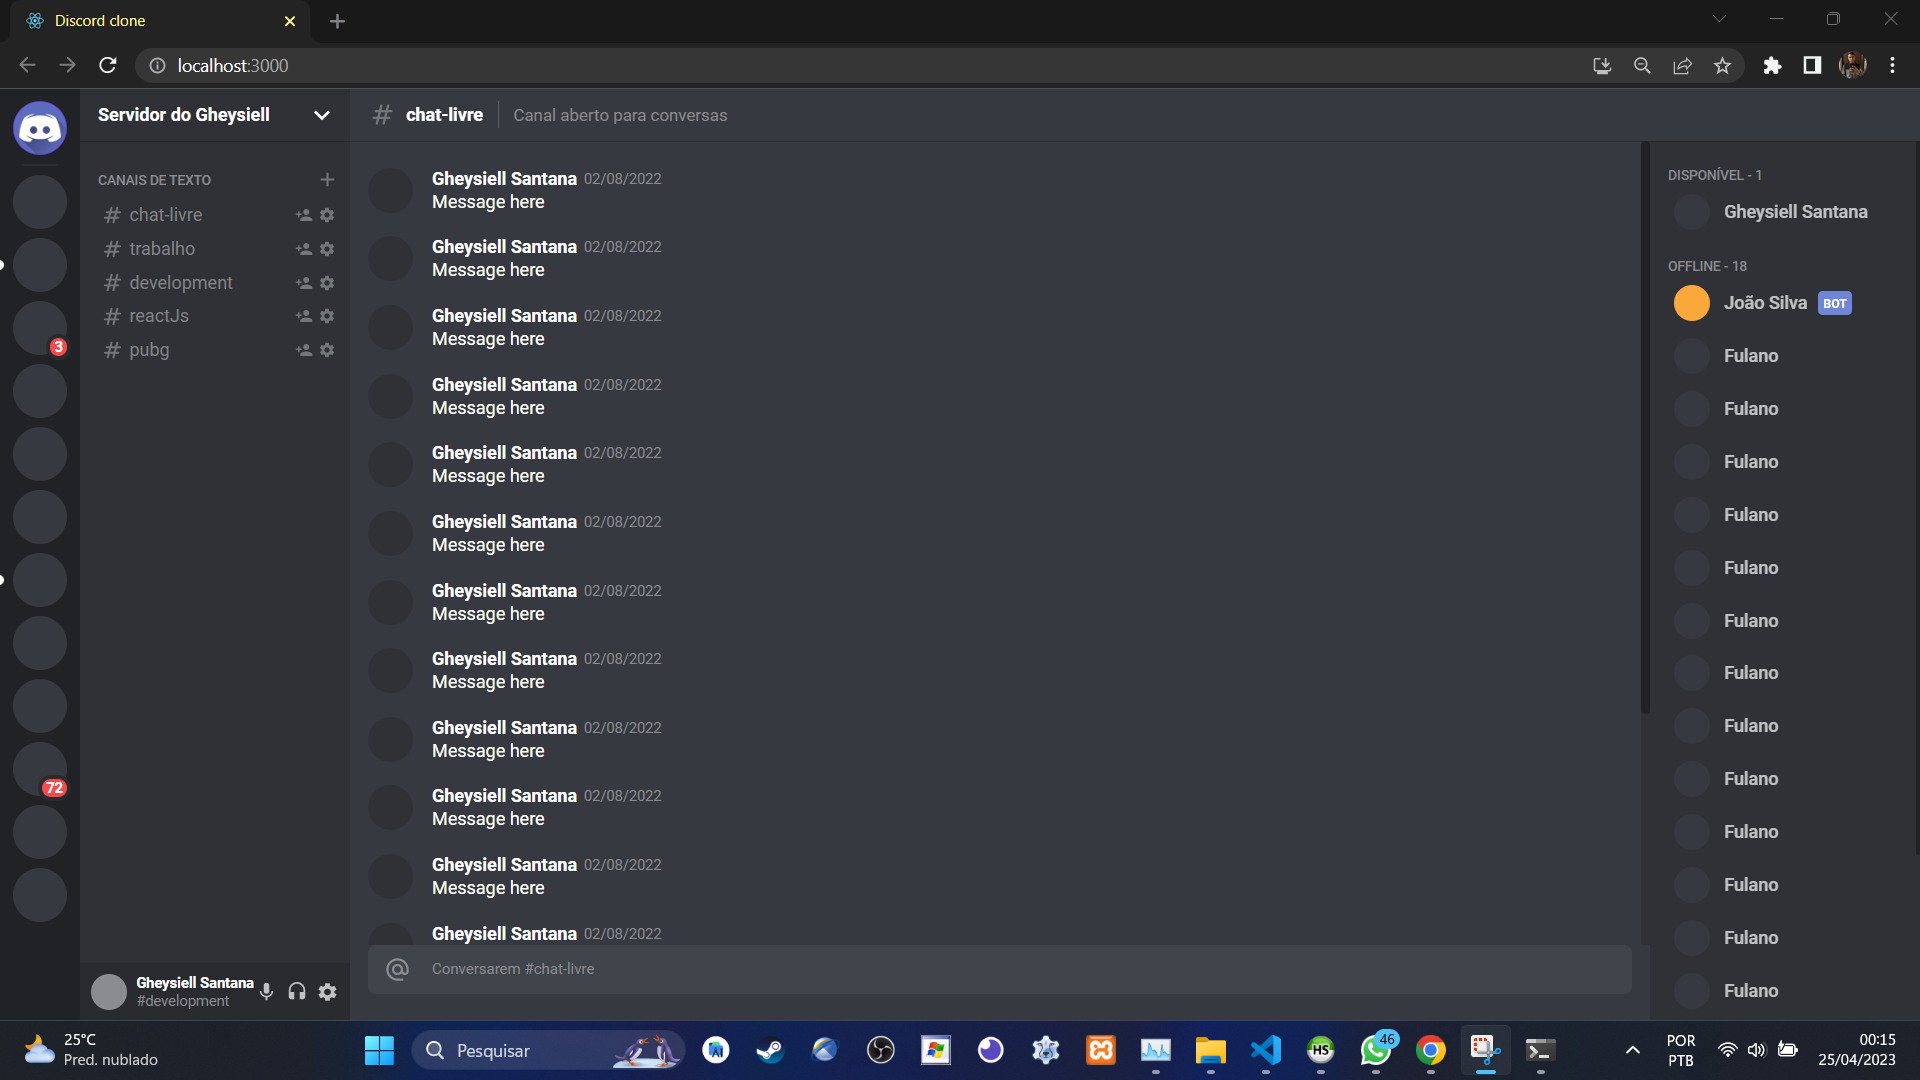 Discord clone
localhost:3000
Servidor do Gheysiell
chat-livre
Canal aberto para conversas
CANAIS DE TEXTO
chat-livre
trabalho
development
reactJs
pubg
3
72
Gheysiell Santana
#development
Gheysiell Santana 02/08/2022
Message here
Gheysiell Santana 02/08/2022
Message here
Gheysiell Santana 02/08/2022
Message here
Gheysiell Santana 02/08/2022
Message here
Gheysiell Santana 02/08/2022
Message here
Gheysiell Santana 02/08/2022
Message here
Gheysiell Santana 02/08/2022
Message here
Gheysiell Santana 02/08/2022
Message here
Gheysiell Santana 02/08/2022
Message here
Gheysiell Santana 02/08/2022
Message here
Gheysiell Santana 02/08/2022
Message here
Gheysiell Santana 02/08/2022
@ Conversarem #chat-livre
DISPONÍVEL - 1
Gheysiell Santana
OFFLINE - 18
João Silva BOT
Fulano
Fulano
Fulano
Fulano
Fulano
Fulano
Fulano
Fulano
Fulano
Fulano
Fulano
Fulano
Fulano
25°C
Pred. nublado
Pesquisar
HS
46
POR
PTB
00:15
25/04/2023